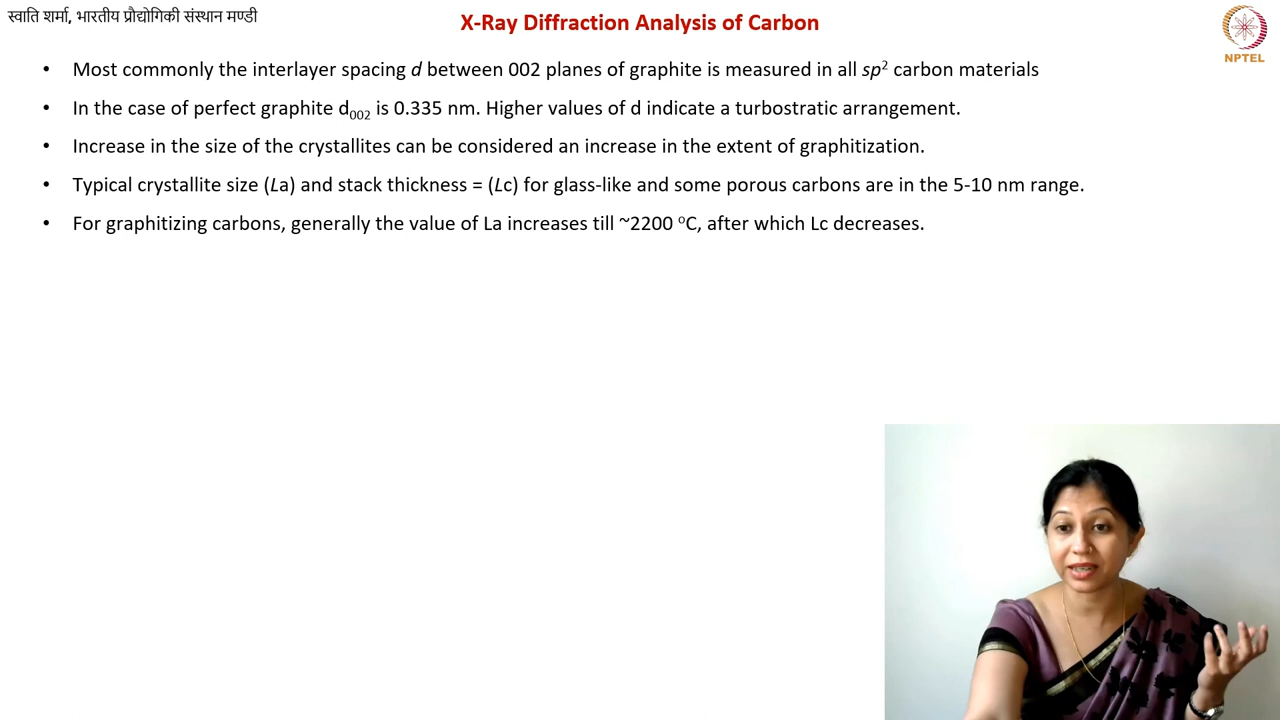 स्वाति शर्मा, भारतीय प्रौद्योगिकी संस्थान मण्डी
X-Ray Diffraction Analysis of Carbon
NPTEL
• Most commonly the interlayer spacing d between 002 planes of graphite is measured in all sp² carbon materials
• In the case of perfect graphite d₀₀₂ is 0.335 nm. Higher values of d indicate a turbostratic arrangement.
• Increase in the size of the crystallites can be considered an increase in the extent of graphitization.
• Typical crystallite size (La) and stack thickness = (Lc) for glass-like and some porous carbons are in the 5-10 nm range.
• For graphitizing carbons, generally the value of La increases till ~2200 ᵒC, after which Lc decreases.